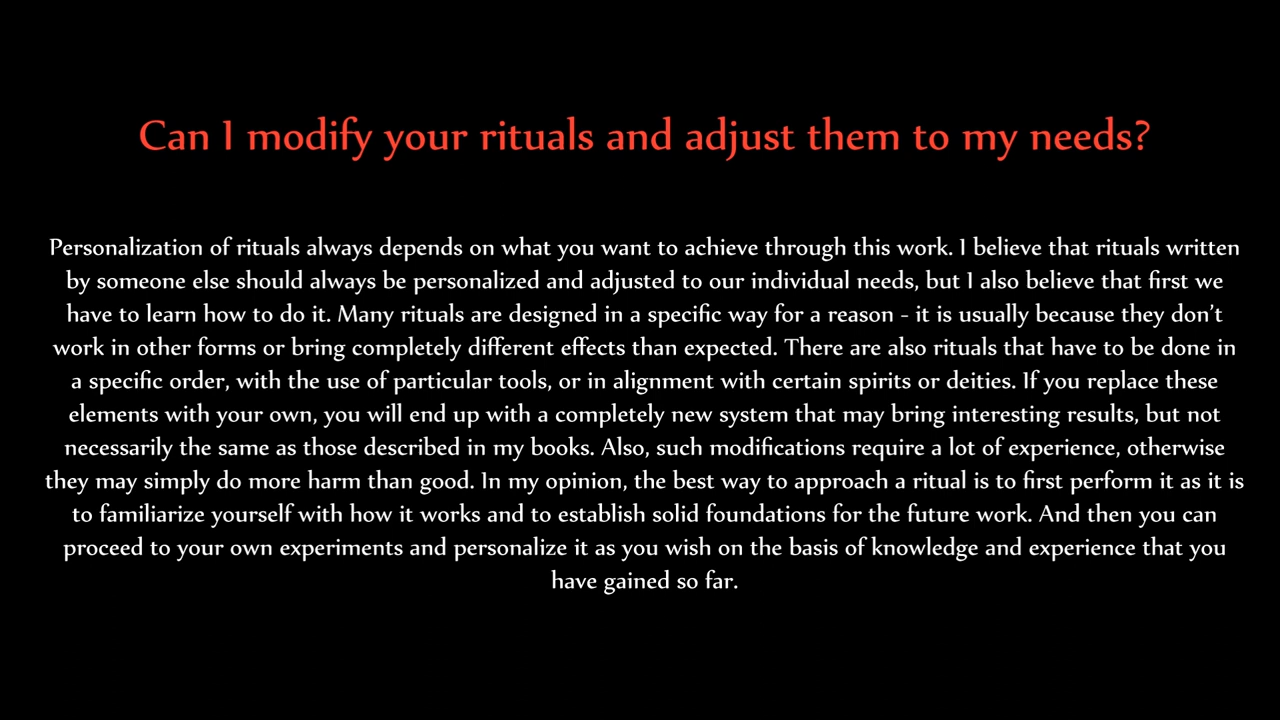 Can I modify your rituals and adjust them to my needs?
Personalization of rituals always depends on what you want to achieve through this work. I believe that rituals written
by someone else should always be personalized and adjusted to our individual needs, but I also believe that first we
have to learn how to do it. Many rituals are designed in a specific way for a reason - it is usually because they don’t
work in other forms or bring completely different effects than expected. There are also rituals that have to be done in
a specific order, with the use of particular tools, or in alignment with certain spirits or deities. If you replace these
elements with your own, you will end up with a completely new system that may bring interesting results, but not
necessarily the same as those described in my books. Also, such modifications require a lot of experience, otherwise
they may simply do more harm than good. In my opinion, the best way to approach a ritual is to first perform it as it is
to familiarize yourself with how it works and to establish solid foundations for the future work. And then you can
proceed to your own experiments and personalize it as you wish on the basis of knowledge and experience that you
have gained so far.